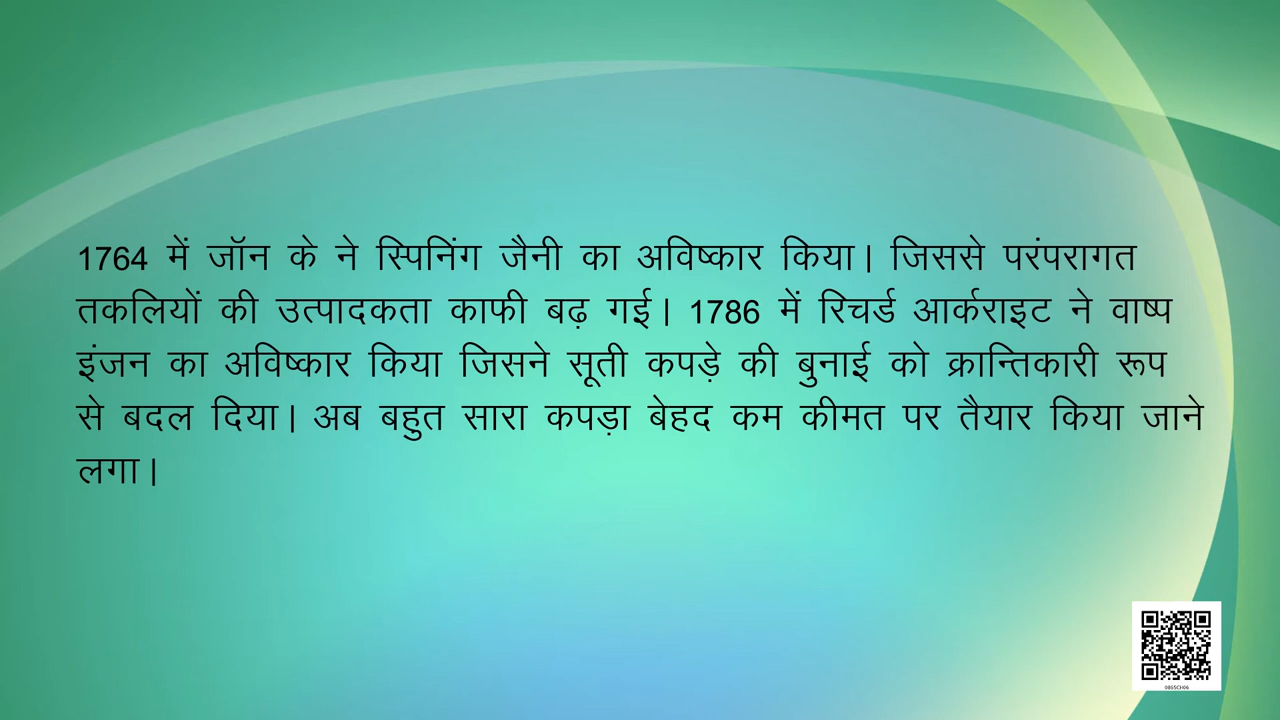 1764 में जॉन के ने स्पिनिंग जैनी का अविष्कार किया। जिससे परंपरागत
तकलियों की उत्पादकता काफी बढ़ गई। 1786 में रिचर्ड आर्कराइट ने वाष्प
इंजन का अविष्कार किया जिसने सूती कपड़े की बुनाई को क्रान्तिकारी रूप
से बदल दिया। अब बहुत सारा कपड़ा बेहद कम कीमत पर तैयार किया जाने
लगा।
0865CH06